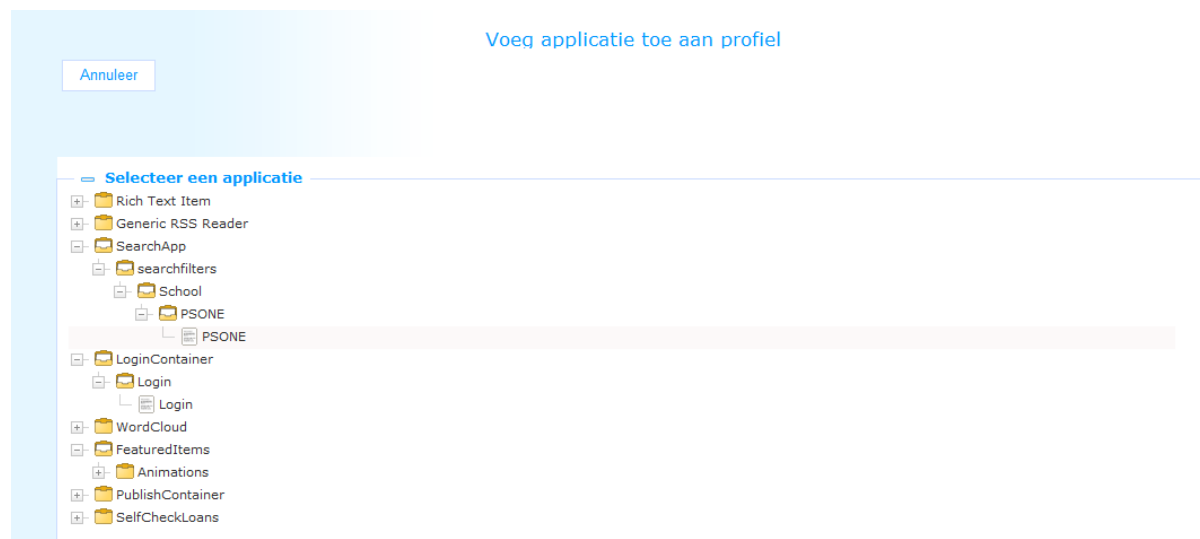 Voeg applicatie toe aan profiel
Annuleer
Selecteer een applicatie
Rich Text Item
Generic RSS Reader
SearchApp
searchfilters
School
PSONE
PSONE
LoginContainer
Login
Login
WordCloud
FeaturedItems
Animations
PublishContainer
SelfCheckLoans